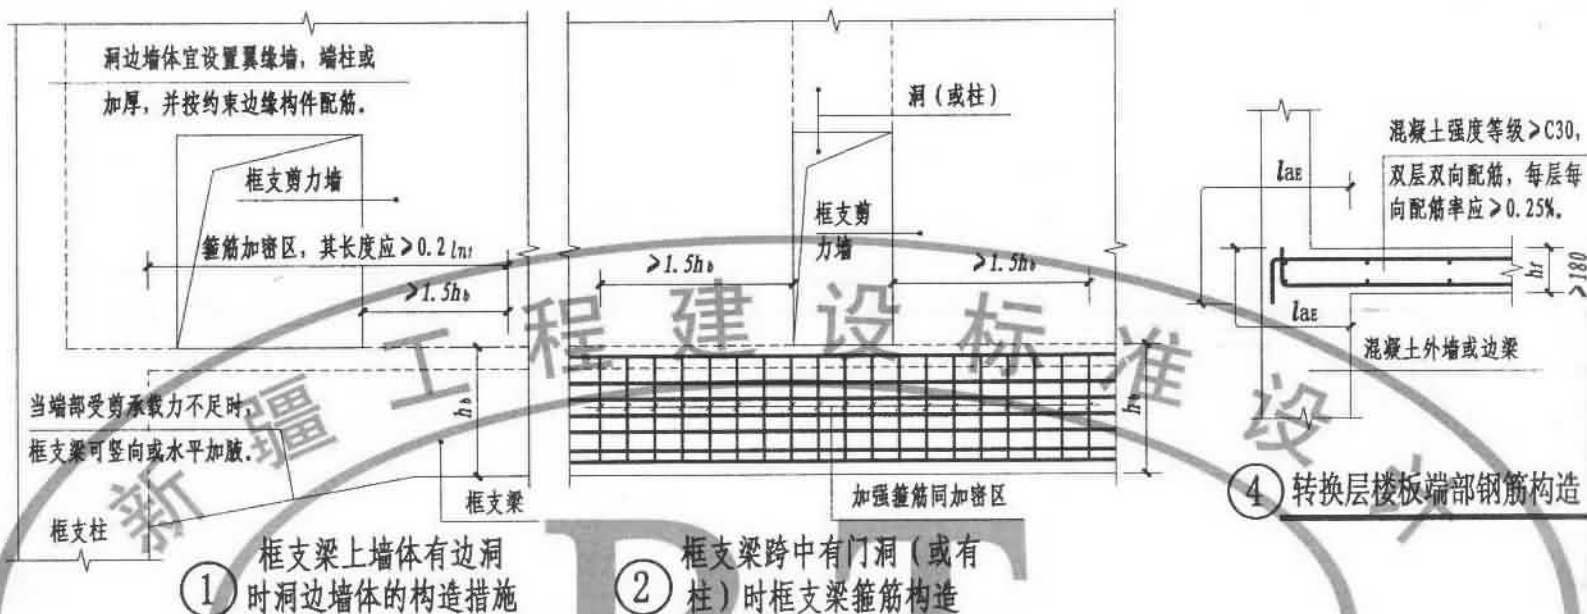 洞边墙体宜设置翼缘墙，端柱或
加厚，并按约束边缘构件配筋．
框支剪力墙
箍筋加密区，其长度应≥0.2ln1
≥1.5hb
hb
当端部受剪承载力不足时，
框支梁可竖向或水平加腋．
框支柱
框支梁
① 框支梁上墙体有边洞
时洞边墙体的构造措施
洞（或柱）
框支剪
力墙
≥1.5hb
≥1.5hb
hb
加强箍筋同加密区
② 框支梁跨中有门洞（或有
柱）时框支梁箍筋构造
混凝土强度等级≥C30，
双层双向配筋，每层每
向配筋率应≥0.25%．
laE
laE
hf
≥180
混凝土外墙或边梁
④ 转换层楼板端部钢筋构造
新疆工程建设标准设计